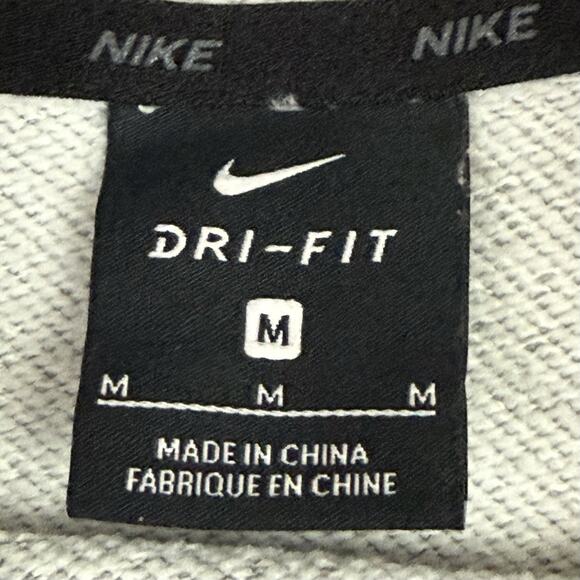 NIKE NIKE
DRI-FIT
M
M M M
MADE IN CHINA
FABRIQUE EN CHINE